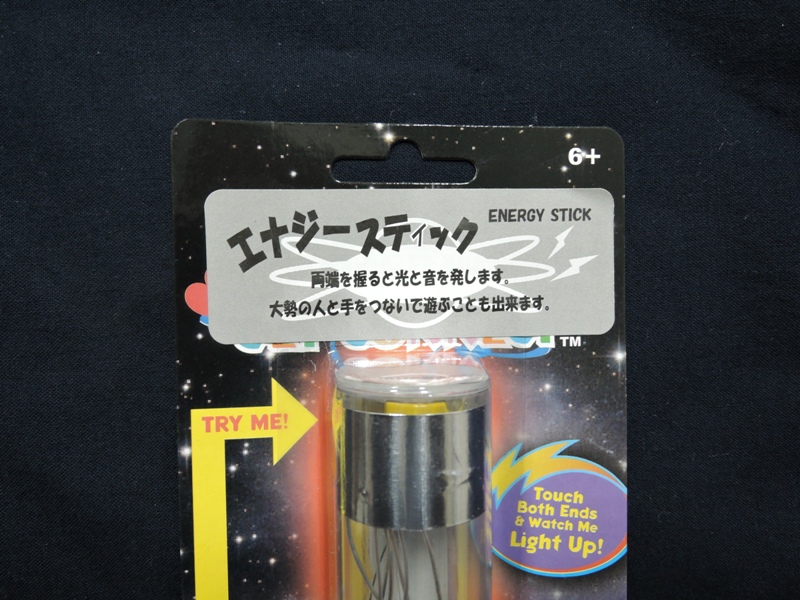 6+
エナジースティック ENERGY STICK
両端を握ると光と音を発します。
大勢の人と手をつないで遊ぶことも出来ます。
TM
TRY ME!
Touch
Both Ends
& Watch Me
Light Up!